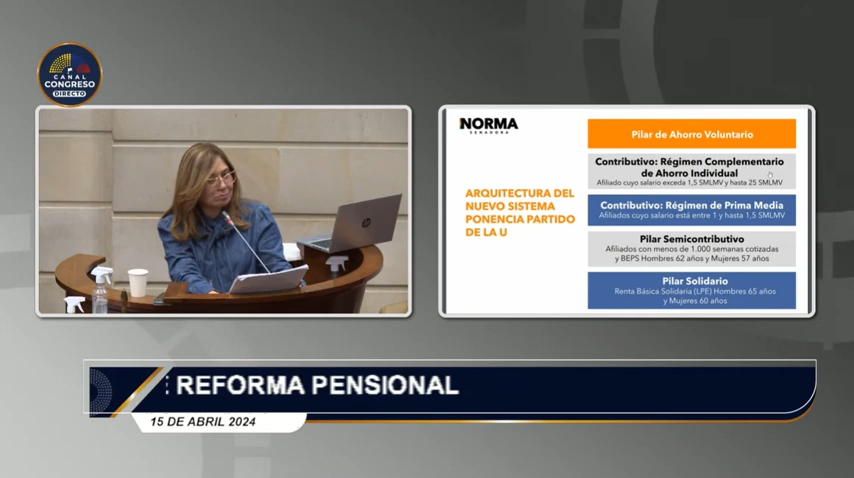 CANAL
CONGRESO
DIRECTO
hp
NORMA
SENADORA
ARQUITECTURA DEL
NUEVO SISTEMA
PONENCIA PARTIDO
DE LA U
Pilar de Ahorro Voluntario
Contributivo: Régimen Complementario
de Ahorro Individual
Afiliado cuyo salario exceda 1,5 SMLMV y hasta 25 SMLMV
Contributivo: Régimen de Prima Media
Afiliados cuyo salario está entre 1 y hasta 1,5 SMLMV
Pilar Semicontributivo
Afiliados con menos de 1.000 semanas cotizadas
y BEPS Hombres 62 años y Mujeres 57 años
Pilar Solidario
Renta Básica Solidaria (LPE) Hombres 65 años
y Mujeres 60 años
: REFORMA PENSIONAL
15 DE ABRIL 2024